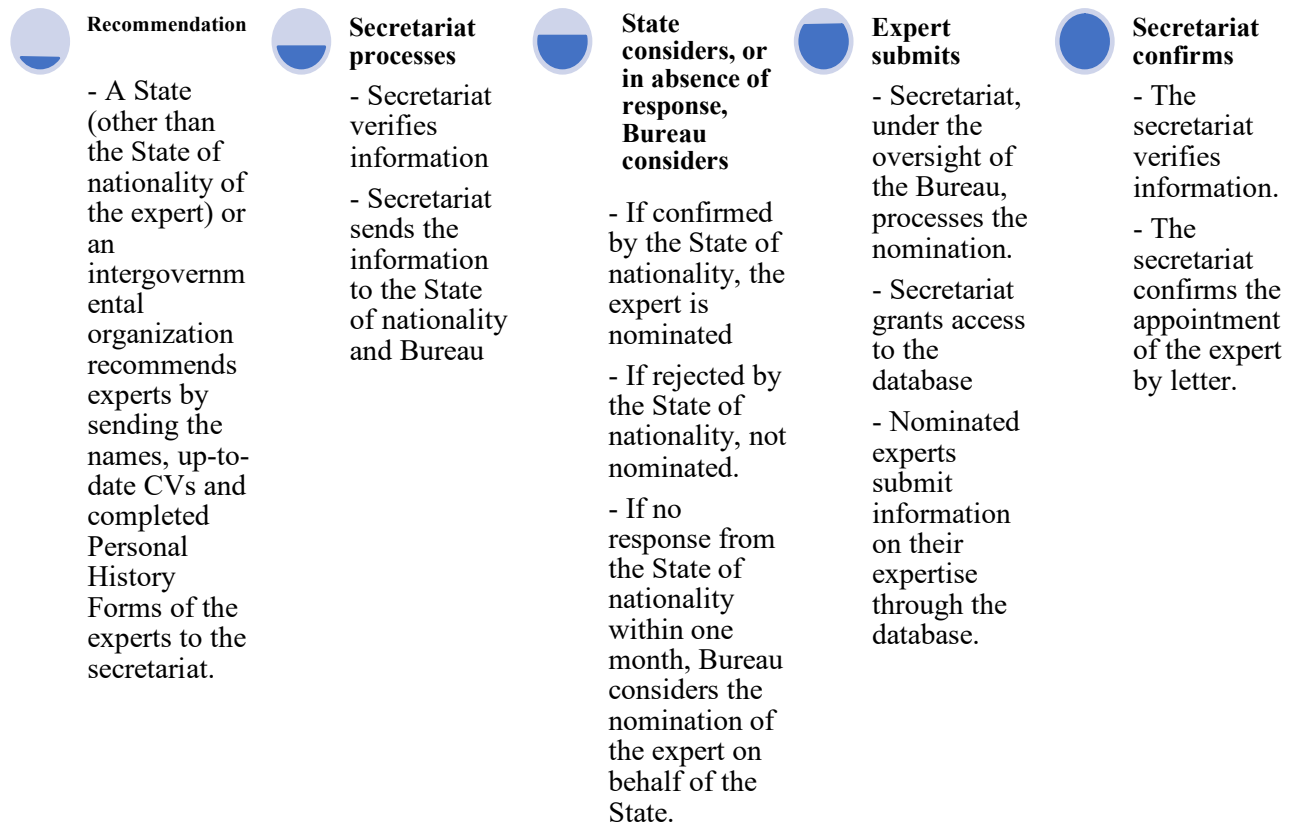 Recommendation
- A State
(other than
the State of
nationality of
the expert) or
an
intergovernm
ental
organization
recommends
experts by
sending the
names, up-to-
date CVs and
completed
Personal
History
Forms of the
experts to the
secretariat.
Secretariat
processes
- Secretariat
verifies
information
- Secretariat
sends the
information
to the State
of nationality
and Bureau
State
considers, or
in absence of
response,
Bureau
considers
- If confirmed
by the State of
nationality, the
expert is
nominated
- If rejected by
the State of
nationality, not
nominated.
- If no
response from
the State of
nationality
within one
month, Bureau
considers the
nomination of
the expert on
behalf of the
State.
Expert
submits
- Secretariat,
under the
oversight of
the Bureau,
processes the
nomination.
- Secretariat
grants access
to the
database
- Nominated
experts
submit
information
on their
expertise
through the
database.
Secretariat
confirms
- The
secretariat
verifies
information.
- The
secretariat
confirms the
appointment
of the expert
by letter.